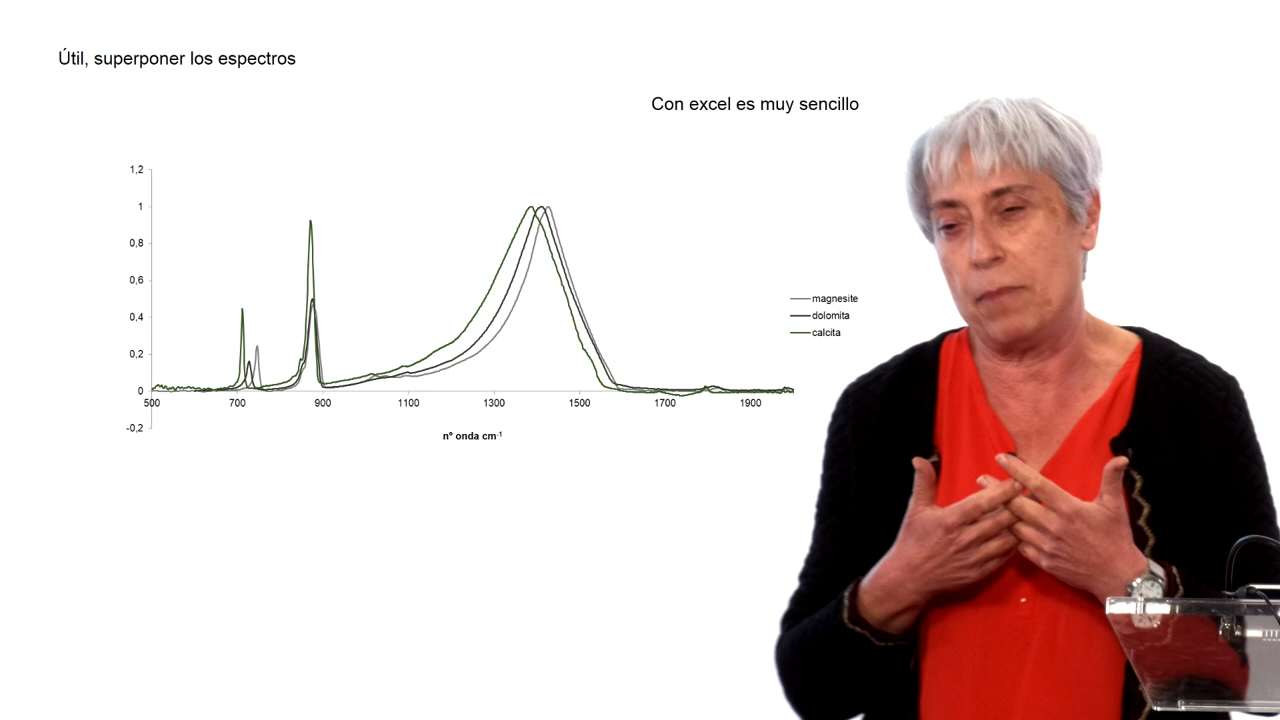 Útil, superponer los espectros
Con excel es muy sencillo
1,2
1
0,8
0,6
0,4
0,2
0
-0,2
500 700 900 1100 1300 1500 1700 1900
nº onda cm⁻¹
magnesite
dolomita
calcita